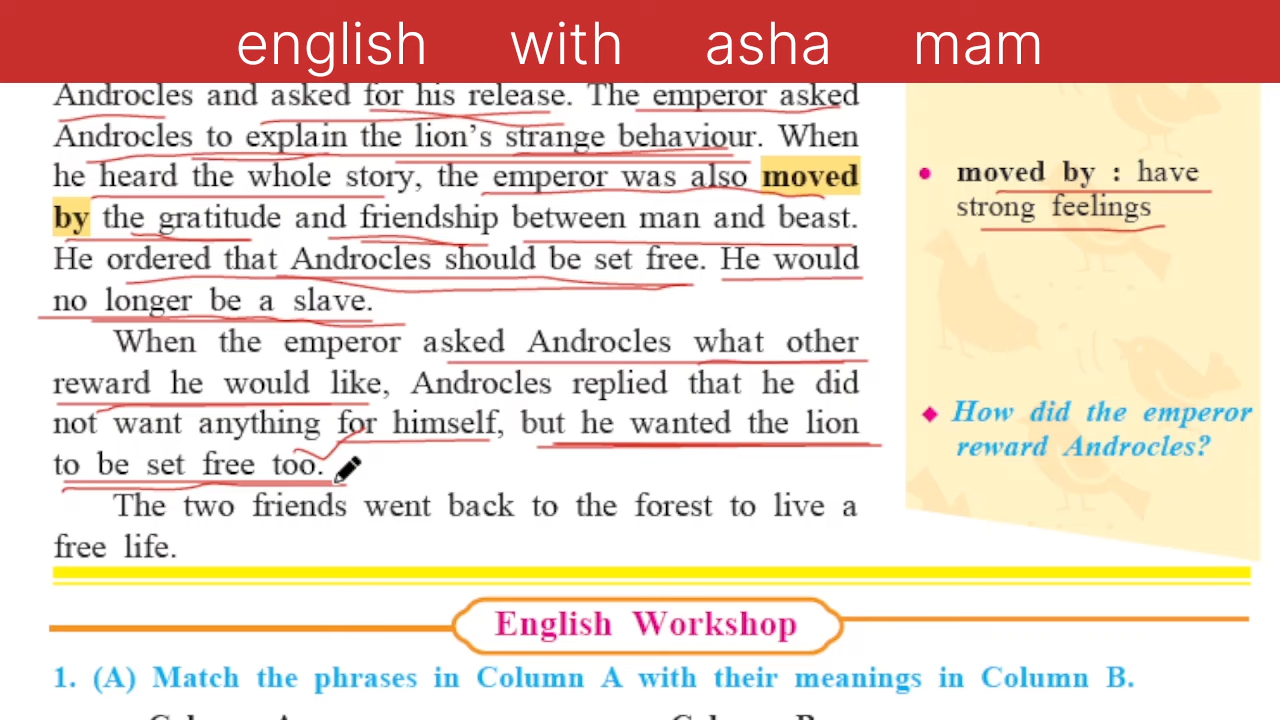 english with asha mam
Androcles and asked for his release. The emperor asked
Androcles to explain the lion's strange behaviour. When
he heard the whole story, the emperor was also moved
by the gratitude and friendship between man and beast.
He ordered that Androcles should be set free. He would
no longer be a slave.
When the emperor asked Androcles what other
reward he would like, Androcles replied that he did
not want anything for himself, but he wanted the lion
to be set free too.
The two friends went back to the forest to live a
free life.
• moved by : have
strong feelings
◆ How did the emperor
reward Androcles?
English Workshop
1. (A) Match the phrases in Column A with their meanings in Column B.
Column A
Column B